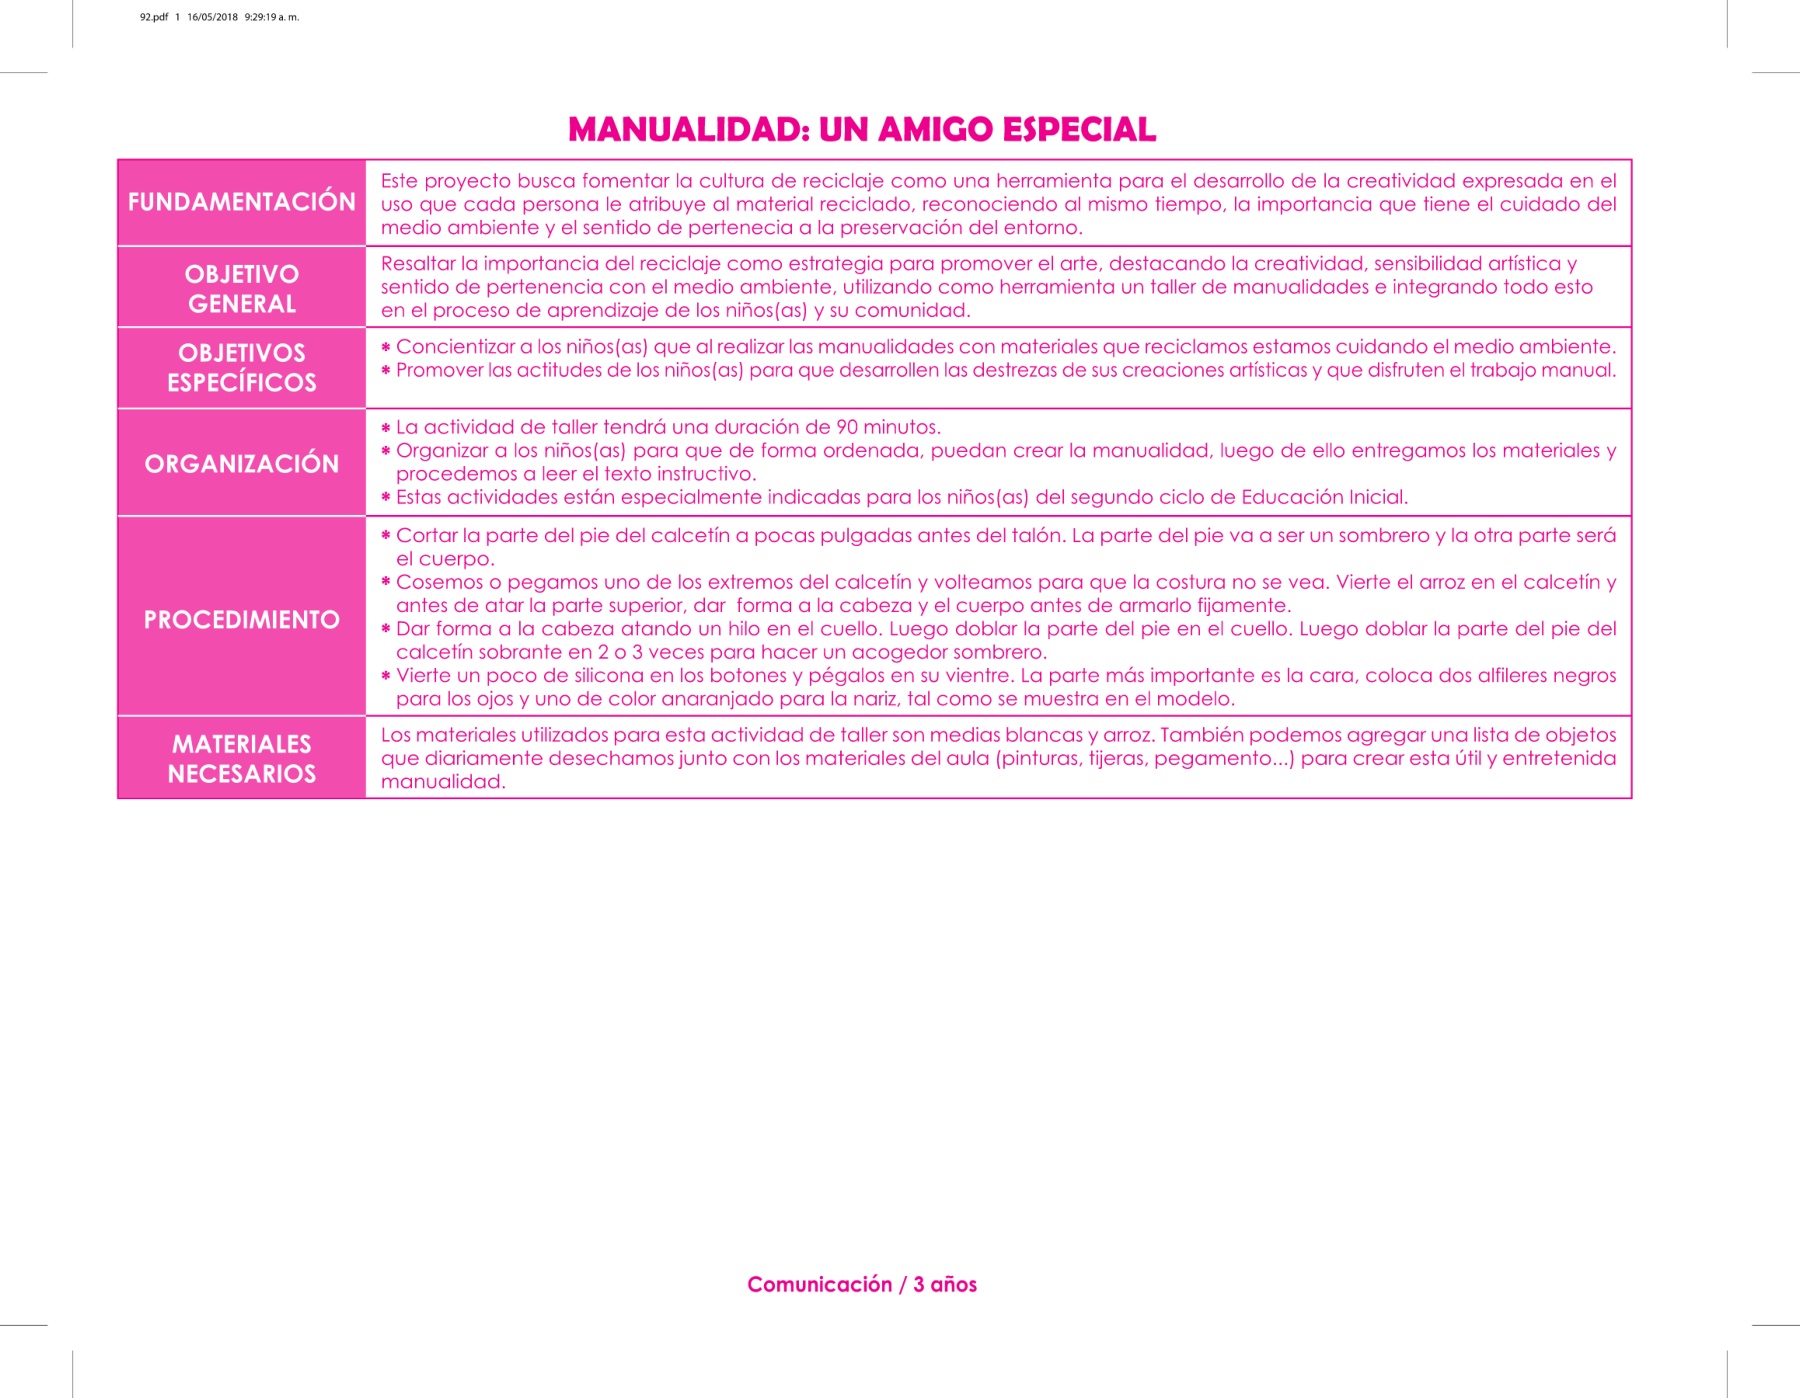 92.pdf 1 16/05/2018 9:29:19 a. m.
MANUALIDAD: UN AMIGO ESPECIAL
FUNDAMENTACIÓN
Este proyecto busca fomentar la cultura de reciclaje como una herramienta para el desarrollo de la creatividad expresada en el
uso que cada persona le atribuye al material reciclado, reconociendo al mismo tiempo, la importancia que tiene el cuidado del
medio ambiente y el sentido de pertenecia a la preservación del entorno.
OBJETIVO
GENERAL
Resaltar la importancia del reciclaje como estrategia para promover el arte, destacando la creatividad, sensibilidad artística y
sentido de pertenencia con el medio ambiente, utilizando como herramienta un taller de manualidades e integrando todo esto
en el proceso de aprendizaje de los niños(as) y su comunidad.
OBJETIVOS
ESPECÍFICOS
* Concientizar a los niños(as) que al realizar las manualidades con materiales que reciclamos estamos cuidando el medio ambiente.
* Promover las actitudes de los niños(as) para que desarrollen las destrezas de sus creaciones artísticas y que disfruten el trabajo manual.
ORGANIZACIÓN
* La actividad de taller tendrá una duración de 90 minutos.
* Organizar a los niños(as) para que de forma ordenada, puedan crear la manualidad, luego de ello entregamos los materiales y
procedemos a leer el texto instructivo.
* Estas actividades están especialmente indicadas para los niños(as) del segundo ciclo de Educación Inicial.
PROCEDIMIENTO
* Cortar la parte del pie del calcetín a pocas pulgadas antes del talón. La parte del pie va a ser un sombrero y la otra parte será
el cuerpo.
* Cosemos o pegamos uno de los extremos del calcetín y volteamos para que la costura no se vea. Vierte el arroz en el calcetín y
antes de atar la parte superior, dar forma a la cabeza y el cuerpo antes de armarlo fijamente.
* Dar forma a la cabeza atando un hilo en el cuello. Luego doblar la parte del pie en el cuello. Luego doblar la parte del pie del
calcetín sobrante en 2 o 3 veces para hacer un acogedor sombrero.
* Vierte un poco de silicona en los botones y pégalos en su vientre. La parte más importante es la cara, coloca dos alfileres negros
para los ojos y uno de color anaranjado para la nariz, tal como se muestra en el modelo.
MATERIALES
NECESARIOS
Los materiales utilizados para esta actividad de taller son medias blancas y arroz. También podemos agregar una lista de objetos
que diariamente desechamos junto con los materiales del aula (pinturas, tijeras, pegamento...) para crear esta útil y entretenida
manualidad.
Comunicación / 3 años